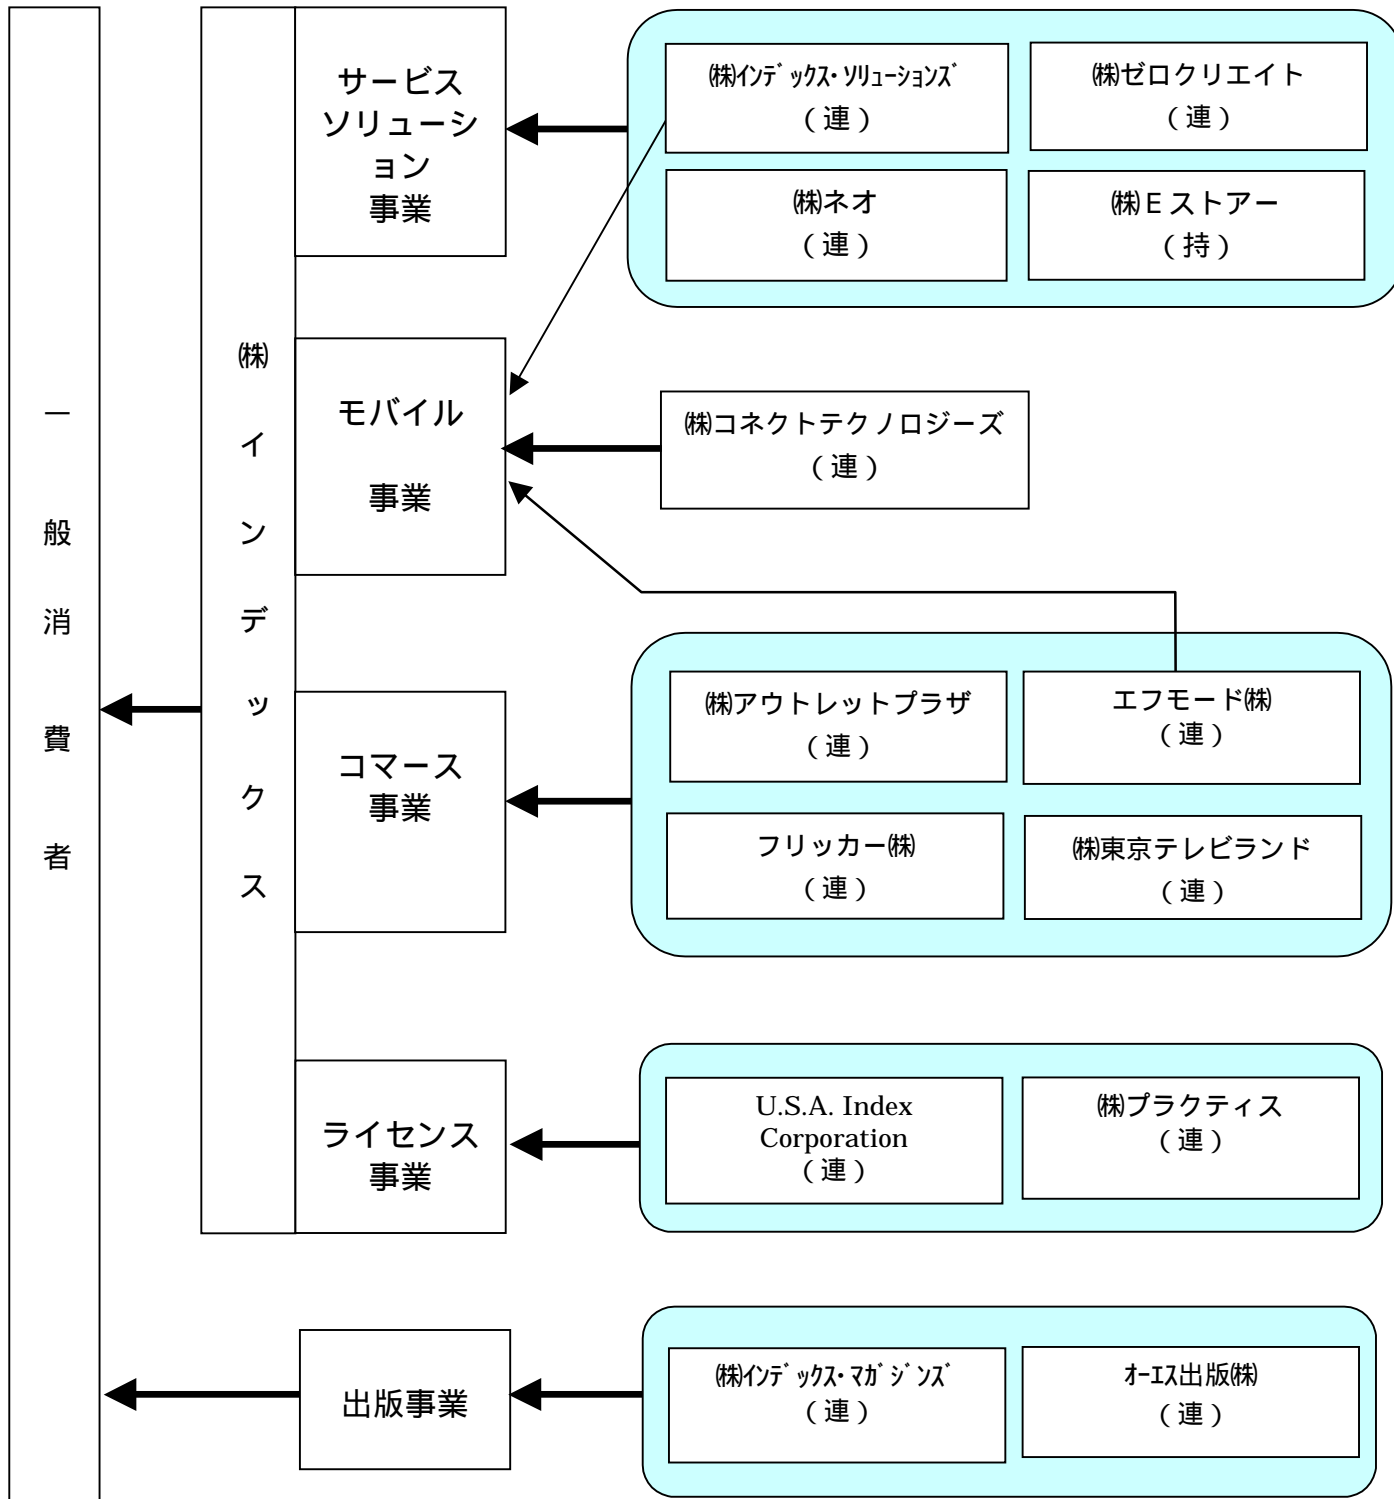 一般消費者
㈱インデックス
サービス
ソリューシ
ョン
事業
㈱ｲﾝﾃﾞｯｸｽ･ｿﾘｭｰｼｮﾝｽﾞ
（連）
㈱ゼロクリエイト
（連）
㈱ネオ
（連）
㈱Ｅストアー
（持）
モバイル
事業
㈱コネクトテクノロジーズ
（連）
コマース
事業
㈱アウトレットプラザ
（連）
エフモード㈱
（連）
フリッカー㈱
（連）
㈱東京テレビランド
（連）
ライセンス
事業
U.S.A. Index
Corporation
（連）
㈱プラクティス
（連）
出版事業
㈱ｲﾝﾃﾞｯｸｽ･ﾏｶﾞｼﾞﾝｽﾞ
（連）
ｵｰｴｽ出版㈱
（連）